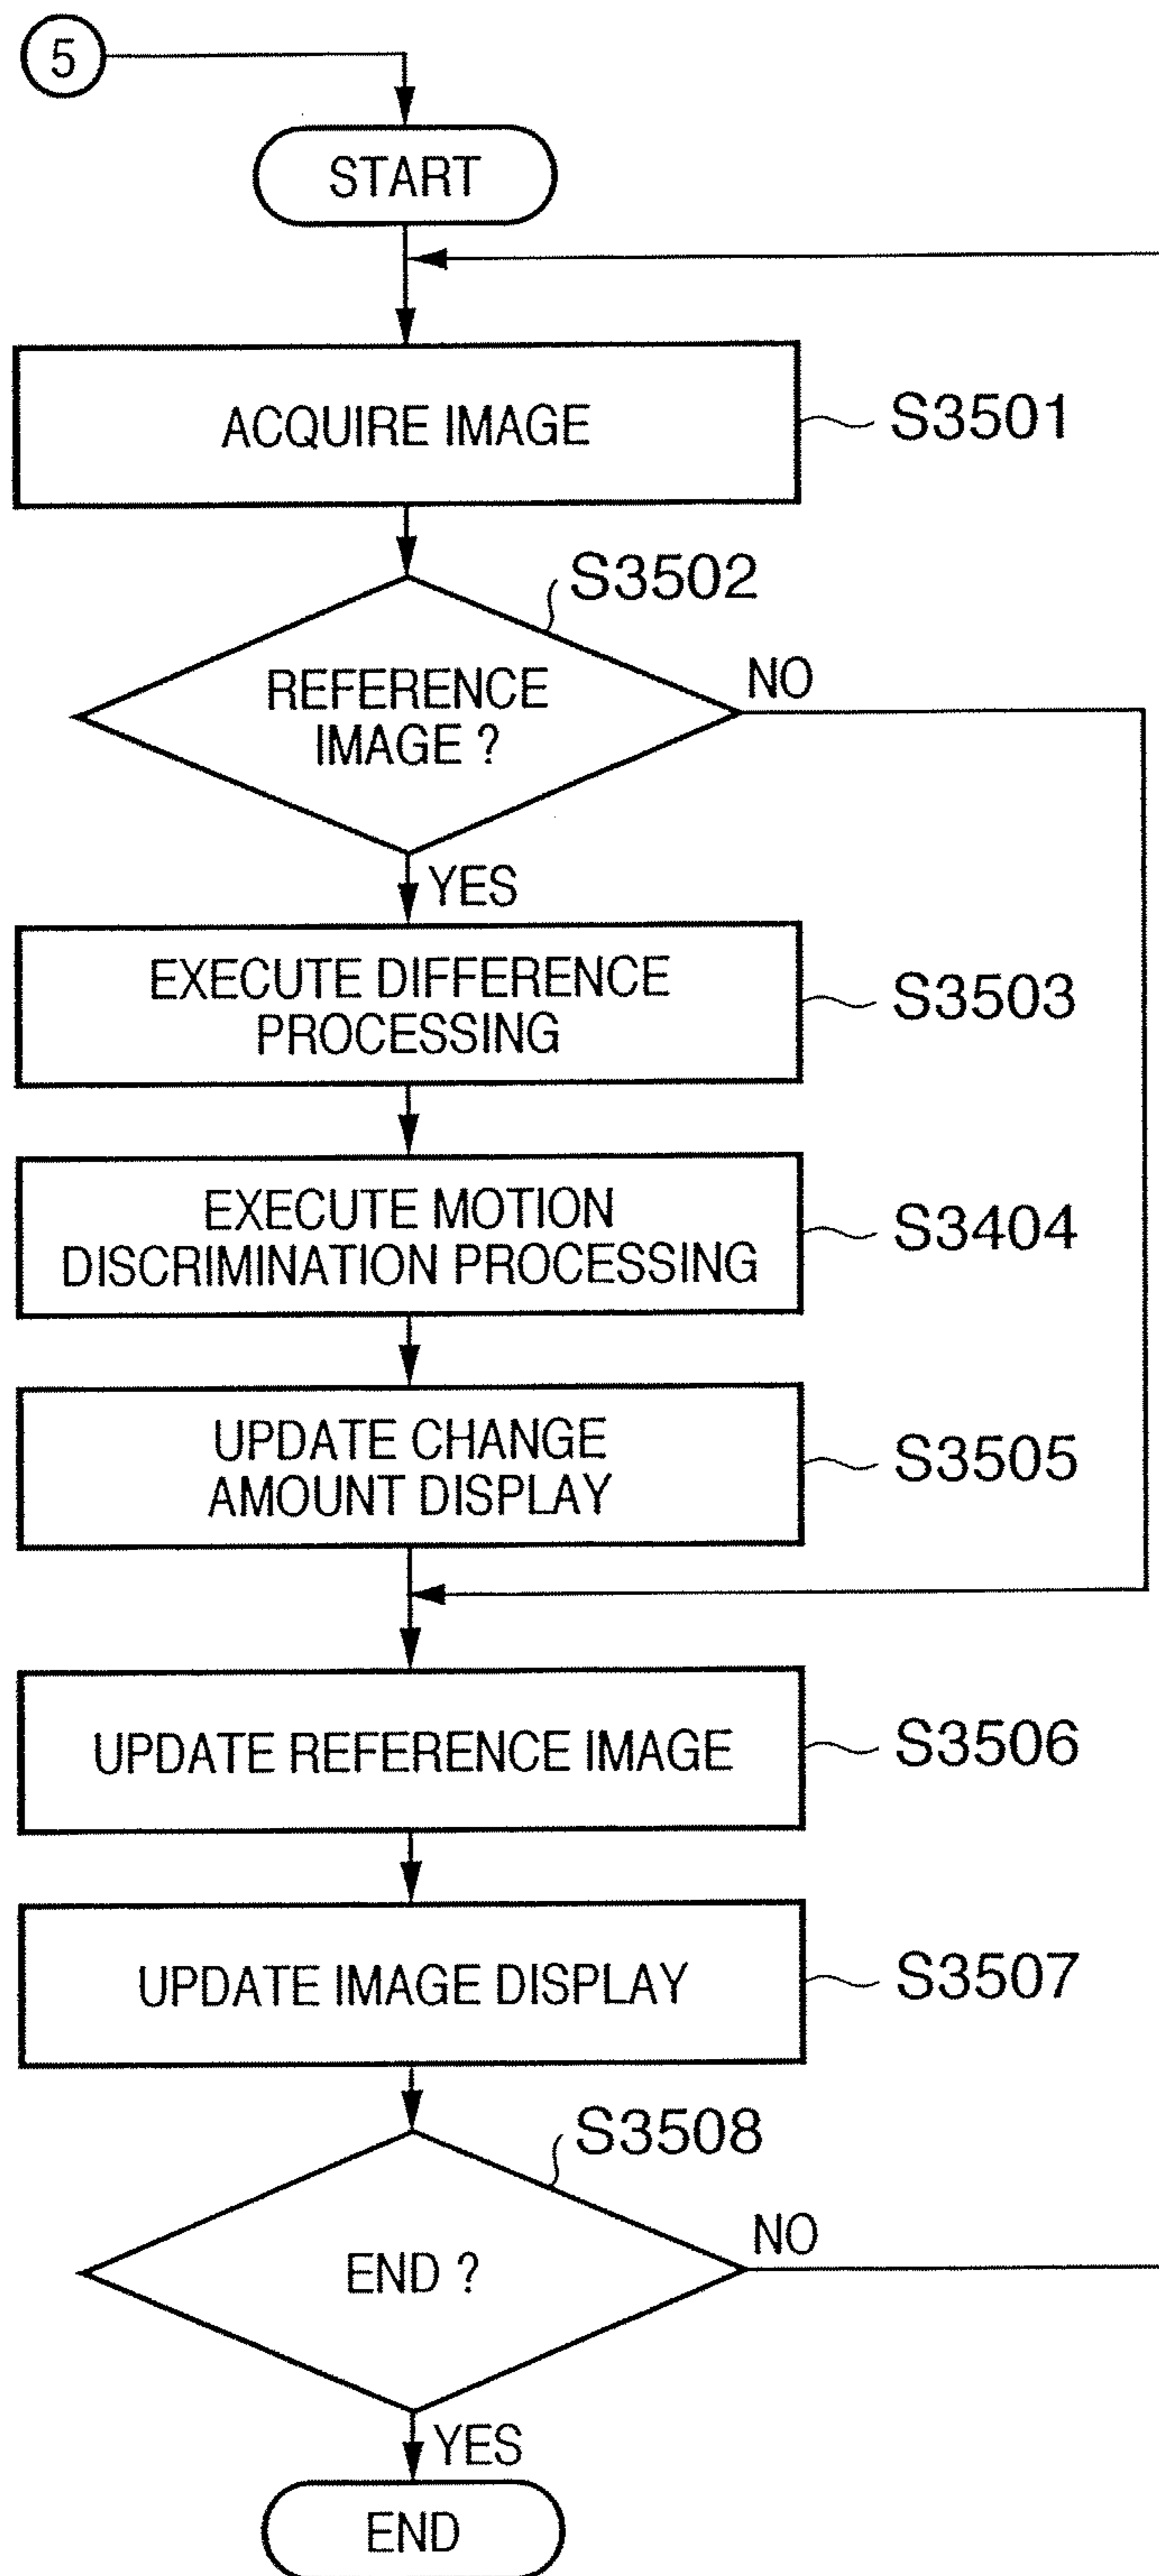 5
START
ACQUIRE IMAGE
S3501
S3502
REFERENCE
IMAGE ?
NO
YES
EXECUTE DIFFERENCE
PROCESSING
S3503
EXECUTE MOTION
DISCRIMINATION PROCESSING
S3404
UPDATE CHANGE
AMOUNT DISPLAY
S3505
UPDATE REFERENCE IMAGE
S3506
UPDATE IMAGE DISPLAY
S3507
S3508
END ?
NO
YES
END